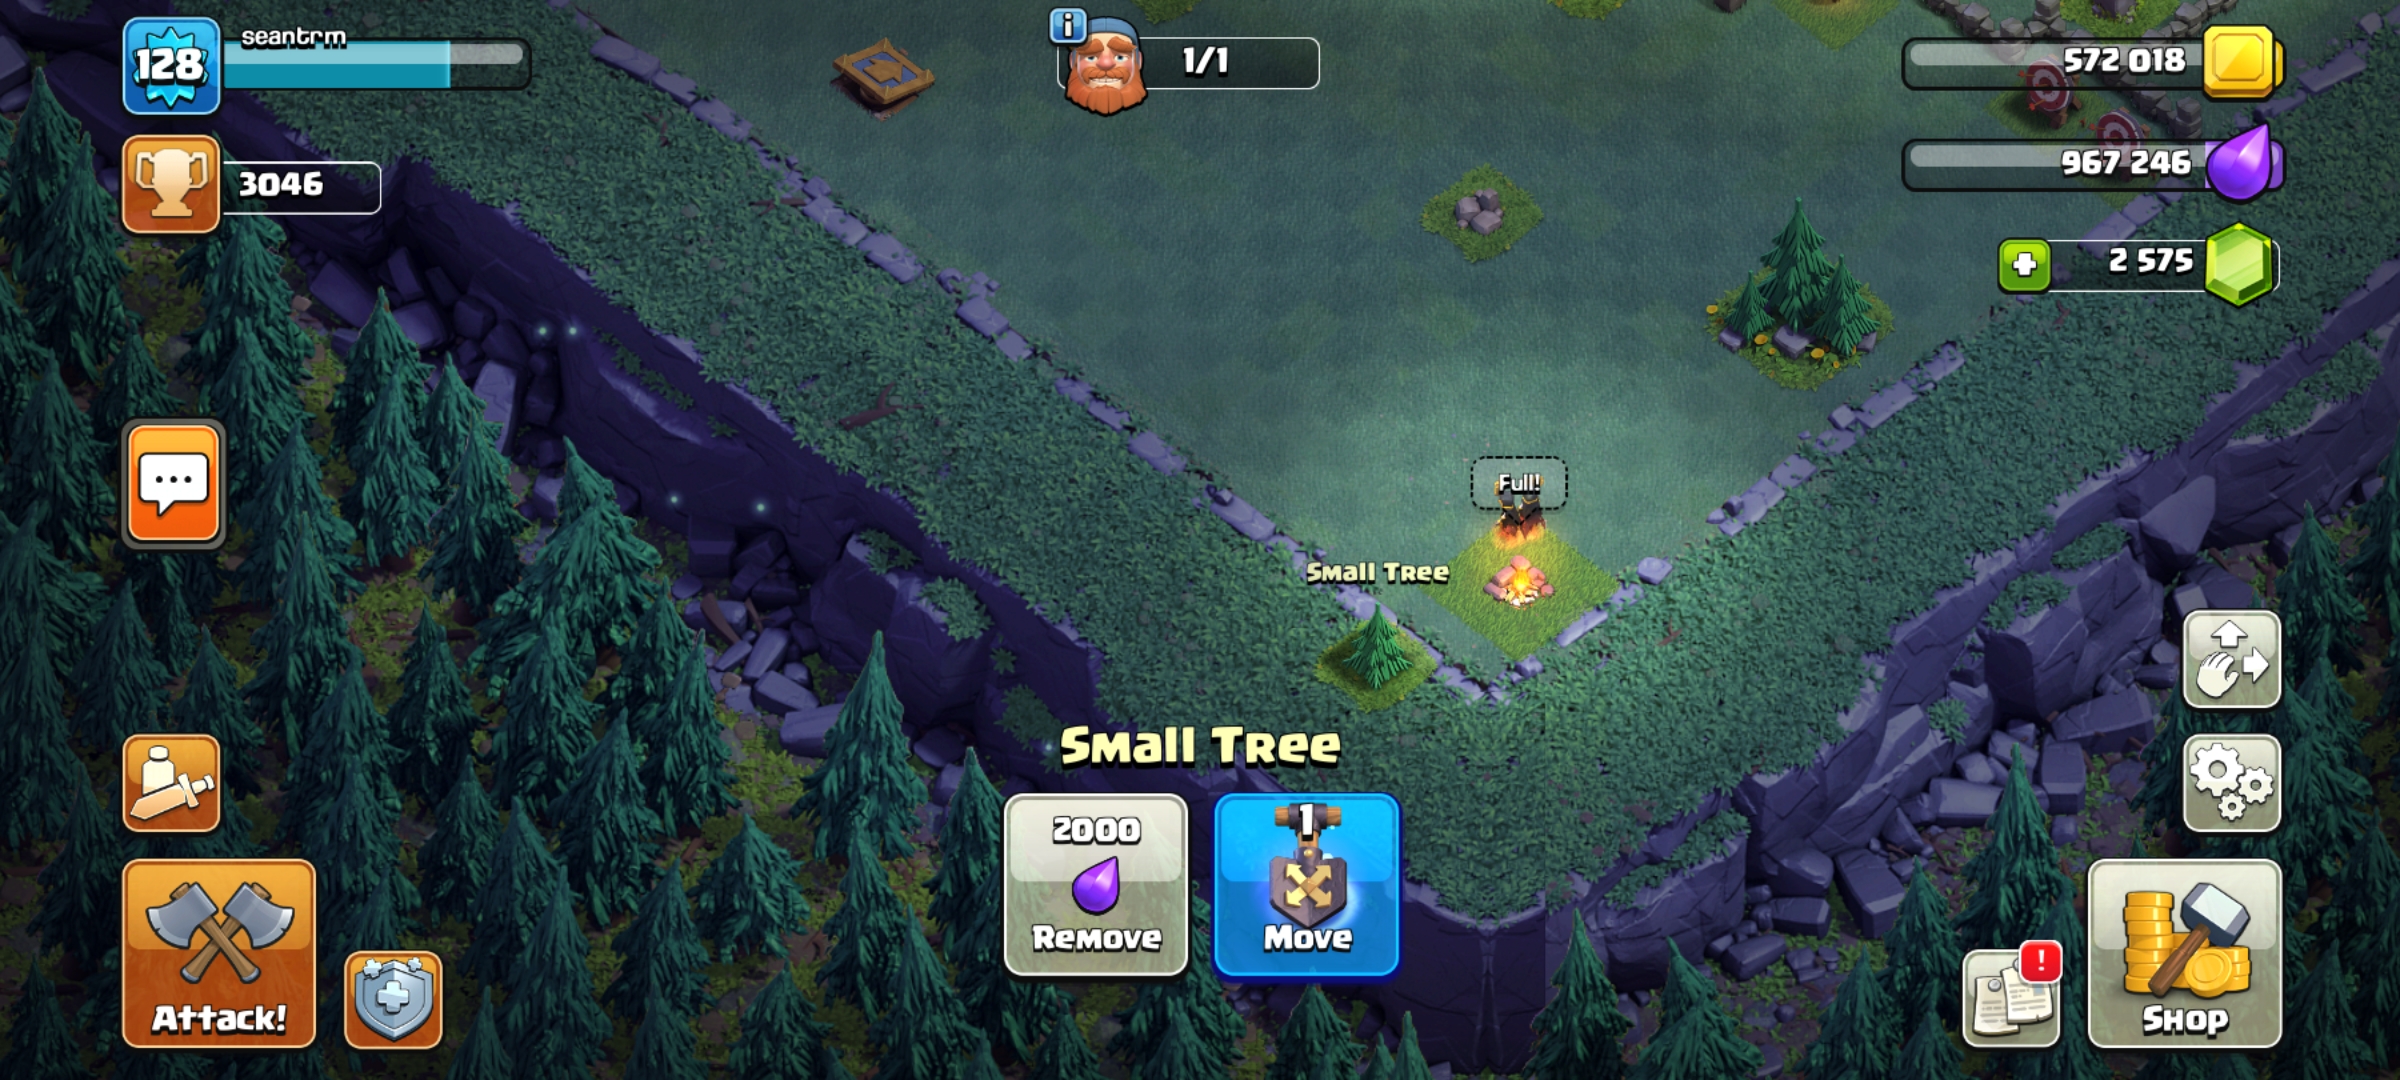 128
seantrm
i
1/1
572 018
3046
967 246
2 575
Full!
Small Tree
Small Tree
2000
Remove
1
Move
Attack!
!
Shop